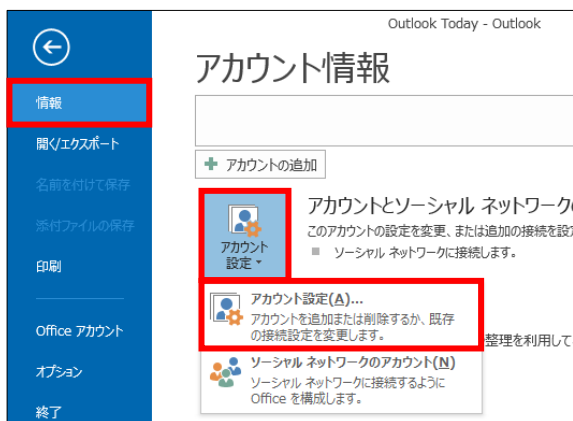 Outlook Today - Outlook
アカウント情報
情報
開く/エクスポート
名前を付けて保存
添付ファイルの保存
印刷
Office アカウント
オプション
終了
アカウントの追加
アカウント
設定
アカウントとソーシャル ネットワークの
このアカウントの設定を変更、または追加の接続を設定
ソーシャル ネットワークに接続します。
アカウント設定(A)...
アカウントを追加または削除するか、既存
の接続設定を変更します。
整理を利用して
ソーシャル ネットワークのアカウント(N)
ソーシャル ネットワークに接続するように
Office を構成します。